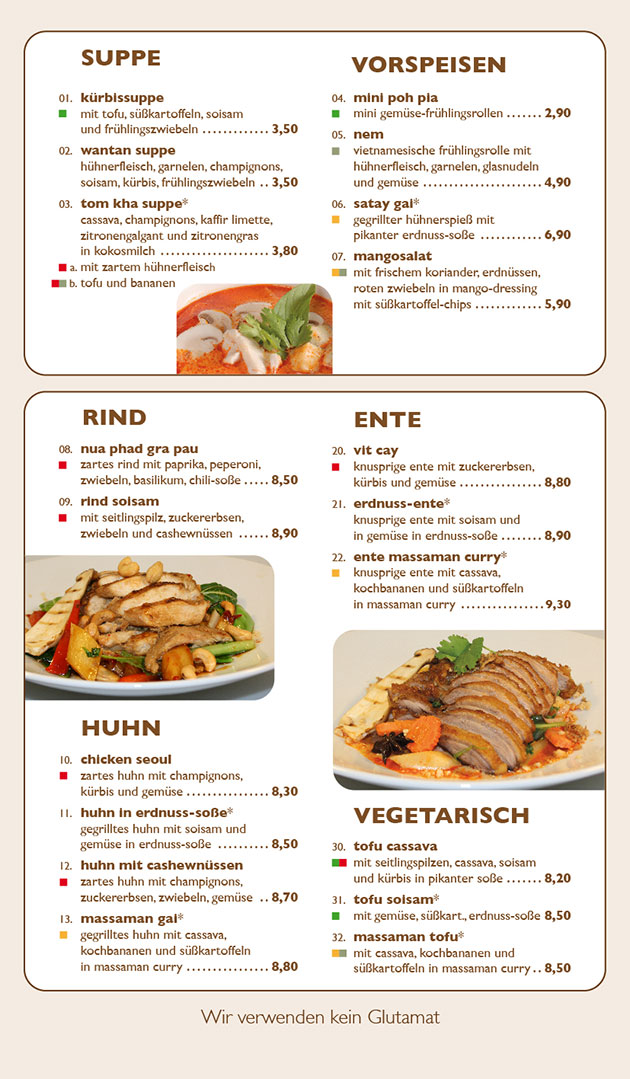 SUPPE
01. kürbissuppe
mit tofu, süßkartoffeln, soisam
und frühlingszwiebeln ............ 3,50
02. wantan suppe
hühnerfleisch, garnelen, champignons,
soisam, kürbis, frühlingszwiebeln .. 3,50
03. tom kha suppe*
cassava, champignons, kaffir limette,
zitronengalgant und zitronengras
in kokosmilch ................... 3,80
a. mit zartem hühnerfleisch
b. tofu und bananen
VORSPEISEN
04. mini poh pia
mini gemüse-frühlingsrollen ....... 2,90
05. nem
vietnamesische frühlingsrolle mit
hühnerfleisch, garnelen, glasnudeln
und gemüse ..................... 4,90
06. satay gai*
gegrillter hühnerspieß mit
pikanter erdnuss-soße ............ 6,90
07. mangosalat
mit frischem koriander, erdnüssen,
roten zwiebeln in mango-dressing
mit süßkartoffel-chips ............. 5,90
RIND
08. nua phad gra pau
zartes rind mit paprika, peperoni,
zwiebeln, basilikum, chili-soße ..... 8,50
09. rind soisam
mit seitlingspilz, zuckererbsen,
zwiebeln und cashewnüssen ...... 8,90
HUHN
10. chicken seoul
zartes huhn mit champignons,
kürbis und gemüse ................ 8,30
11. huhn in erdnuss-soße*
gegrilltes huhn mit soisam und
gemüse in erdnuss-soße .......... 8,50
12. huhn mit cashewnüssen
zartes huhn mit champignons,
zuckererbsen, zwiebeln, gemüse .. 8,70
13. massaman gai*
gegrilltes huhn mit cassava,
kochbananen und süßkartoffeln
in massaman curry ................ 8,80
ENTE
20. vit cay
knusprige ente mit zuckererbsen,
kürbis und gemüse ............... 8,80
21. erdnuss-ente*
knusprige ente mit soisam und
in gemüse in erdnuss-soße ........ 8,90
22. ente massaman curry*
knusprige ente mit cassava,
kochbananen und süßkartoffeln
in massaman curry ................ 9,30
VEGETARISCH
30. tofu cassava
mit seitlingspilzen, cassava, soisam
und kürbis in pikanter soße ....... 8,20
31. tofu soisam*
mit gemüse, süßkart., erdnuss-soße 8,50
32. massaman tofu*
mit cassava, kochbananen und
süßkartoffeln in massaman curry .. 8,50
Wir verwenden kein Glutamat